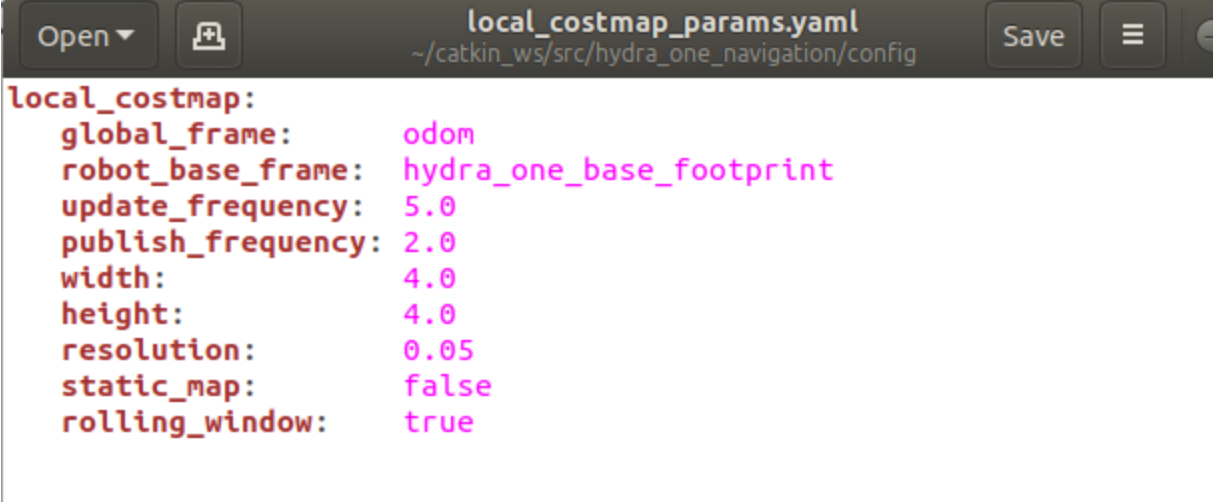 Open
local_costmap_params.yaml
~/catkin_ws/src/hydra_one_navigation/config
Save
local_costmap:
   global_frame:      odom
   robot_base_frame:  hydra_one_base_footprint
   update_frequency:  5.0
   publish_frequency: 2.0
   width:             4.0
   height:            4.0
   resolution:        0.05
   static_map:        false
   rolling_window:    true